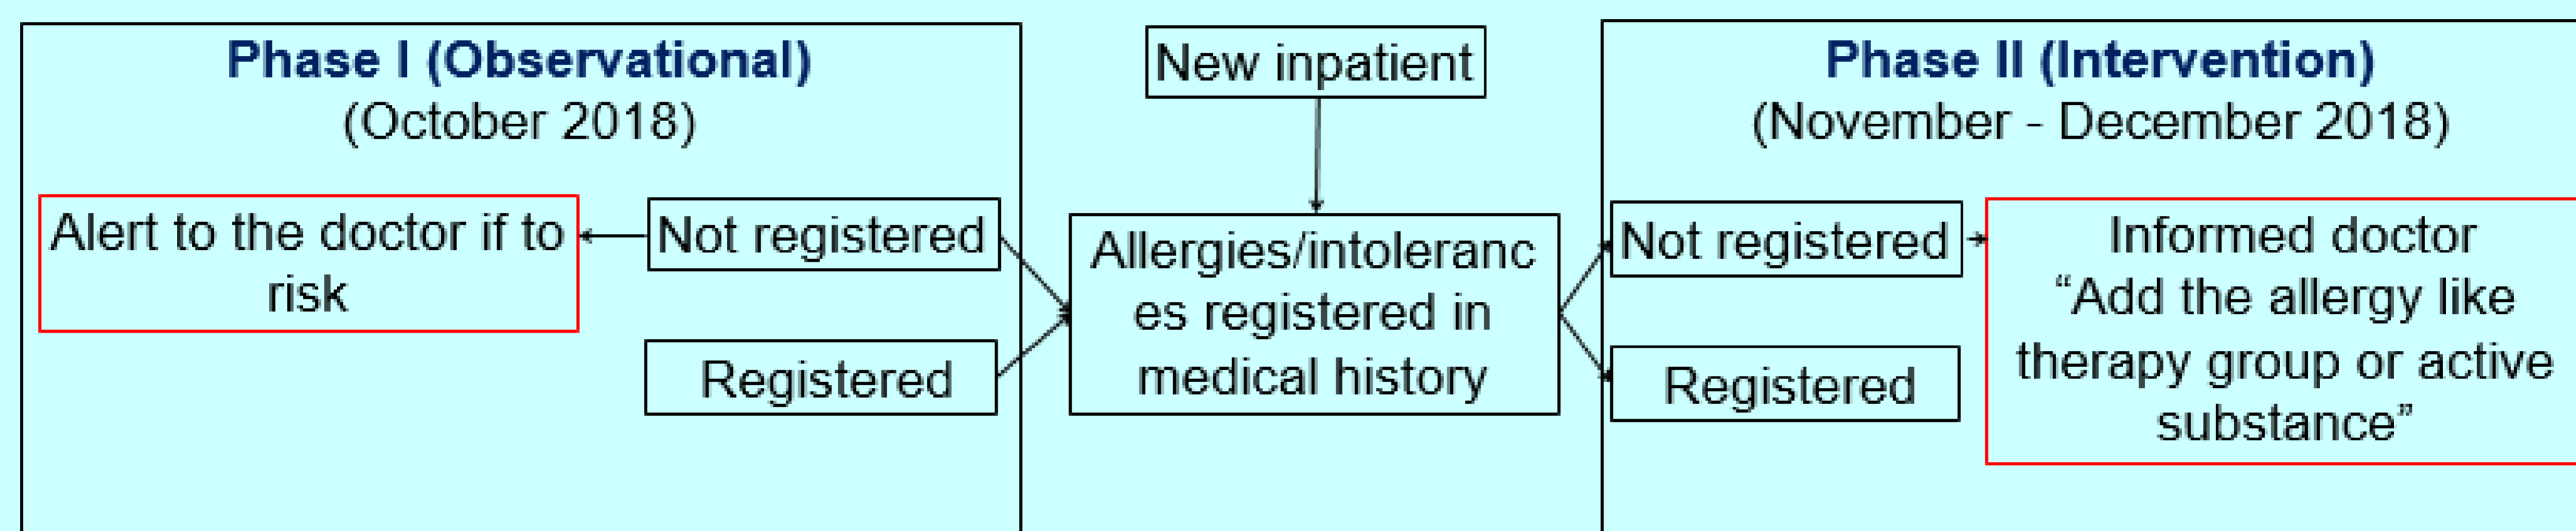 Phase I (Observational)
(October 2018)
Alert to the doctor if to
risk
Not registered
Registered
New inpatient
Allergies/intoleranc
es registered in
medical history
Phase II (Intervention)
(November - December 2018)
Not registered
Registered
Informed doctor
“Add the allergy like
therapy group or active
substance”